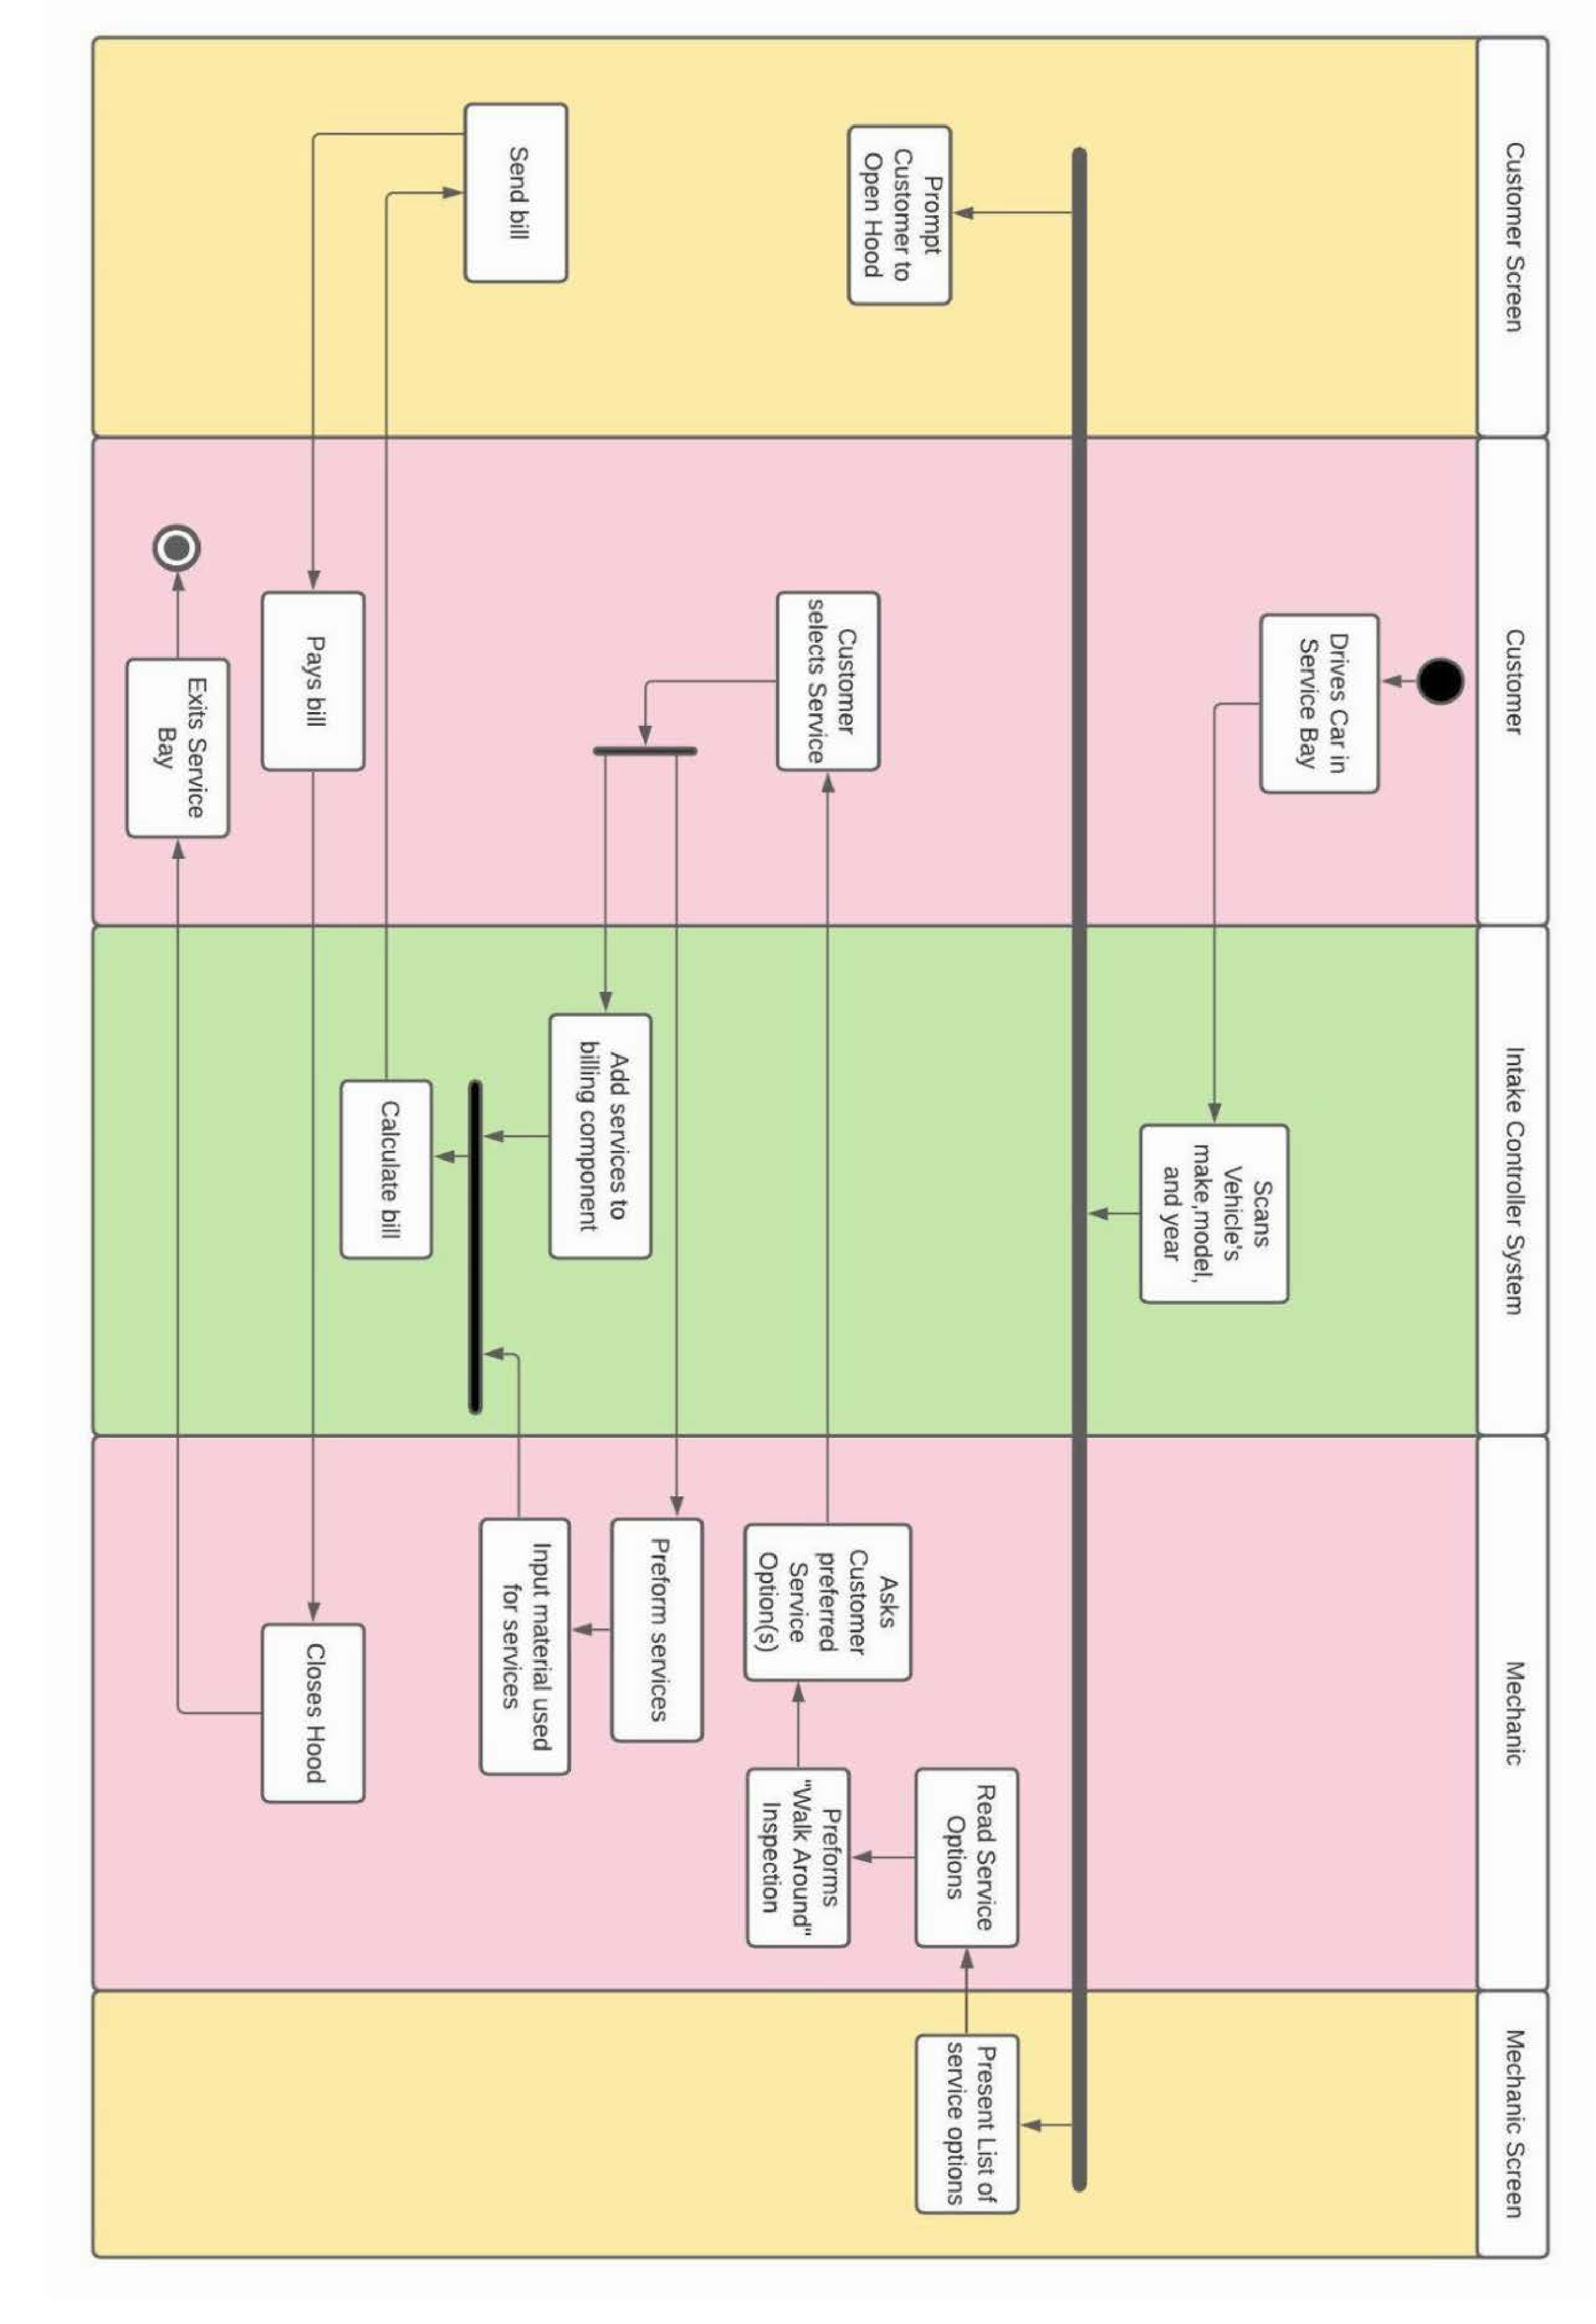 Customer Screen
Customer
Intake Controller System
Mechanic
Mechanic Screen
Drives Car in
Service Bay
Scans
Vehicle's
make,model,
and year
Prompt
Customer to
Open Hood
Present List of
service options
Read Service
Options
Preforms
"Walk Around"
Inspection
Asks
Customer
preferred
Service
Option(s)
Customer
selects Service
Add services to
billing component
Preform services
Input material used
for services
Calculate bill
Send bill
Pays bill
Closes Hood
Exits Service
Bay